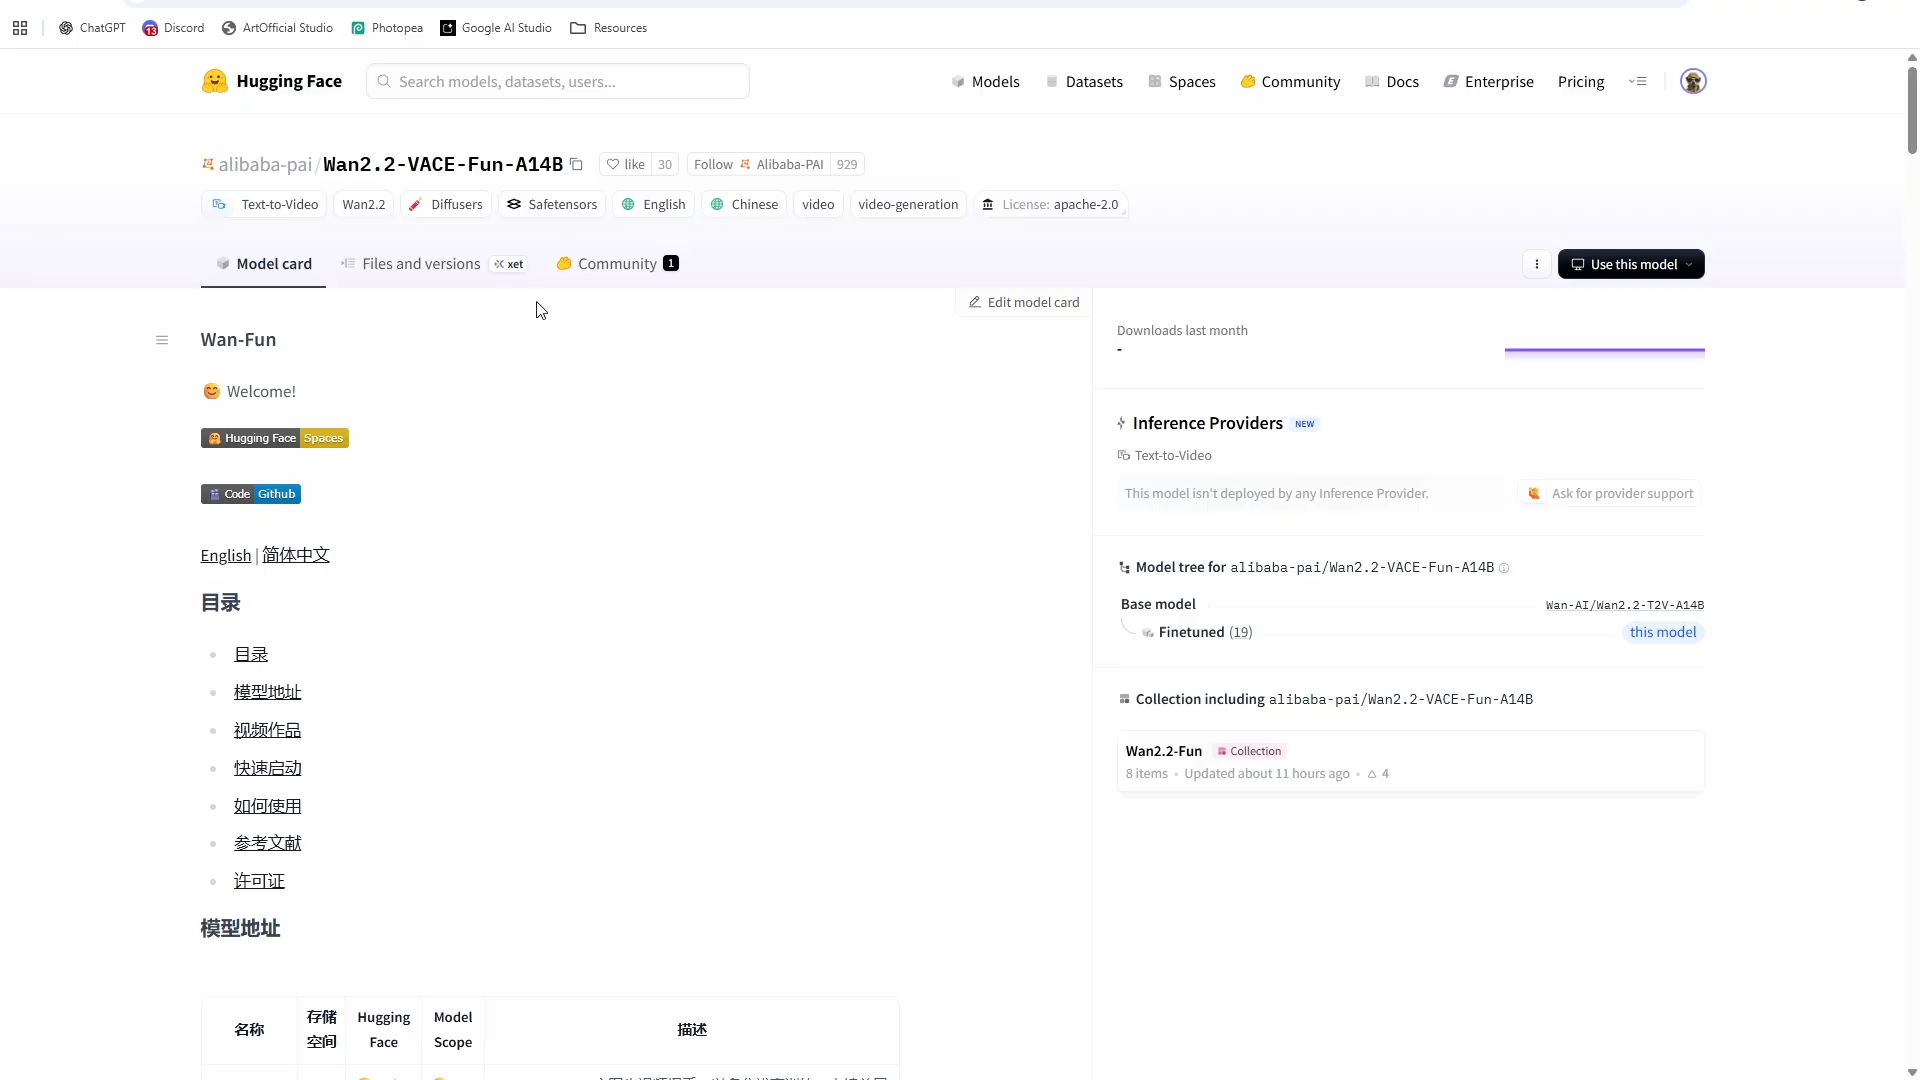 ChatGPT
13 Discord
ArtOfficial Studio
Photopea
Google AI Studio
Resources
Hugging Face
Search models, datasets, users...
Models
Datasets
Spaces
Community
Docs
Enterprise
Pricing
alibaba-pai/Wan2.2-VACE-Fun-A14B
like 30
Follow Alibaba-PAI 929
Text-to-Video
Wan2.2
Diffusers
Safetensors
English
Chinese
video
video-generation
License: apache-2.0
Model card
Files and versions xet
Community 1
Use this model
Edit model card
Wan-Fun
😊 Welcome!
Hugging Face Spaces
Code Github
English | 简体中文
目录
目录
模型地址
视频作品
快速启动
如何使用
参考文献
许可证
模型地址
名称
存储空间
Hugging Face
Model Scope
描述
Downloads last month
-
Inference Providers NEW
Text-to-Video
This model isn't deployed by any Inference Provider.
Ask for provider support
Model tree for alibaba-pai/Wan2.2-VACE-Fun-A14B
Base model
Wan-AI/Wan2.2-T2V-A14B
Finetuned (19)
this model
Collection including alibaba-pai/Wan2.2-VACE-Fun-A14B
Wan2.2-Fun Collection
8 items • Updated about 11 hours ago • 4